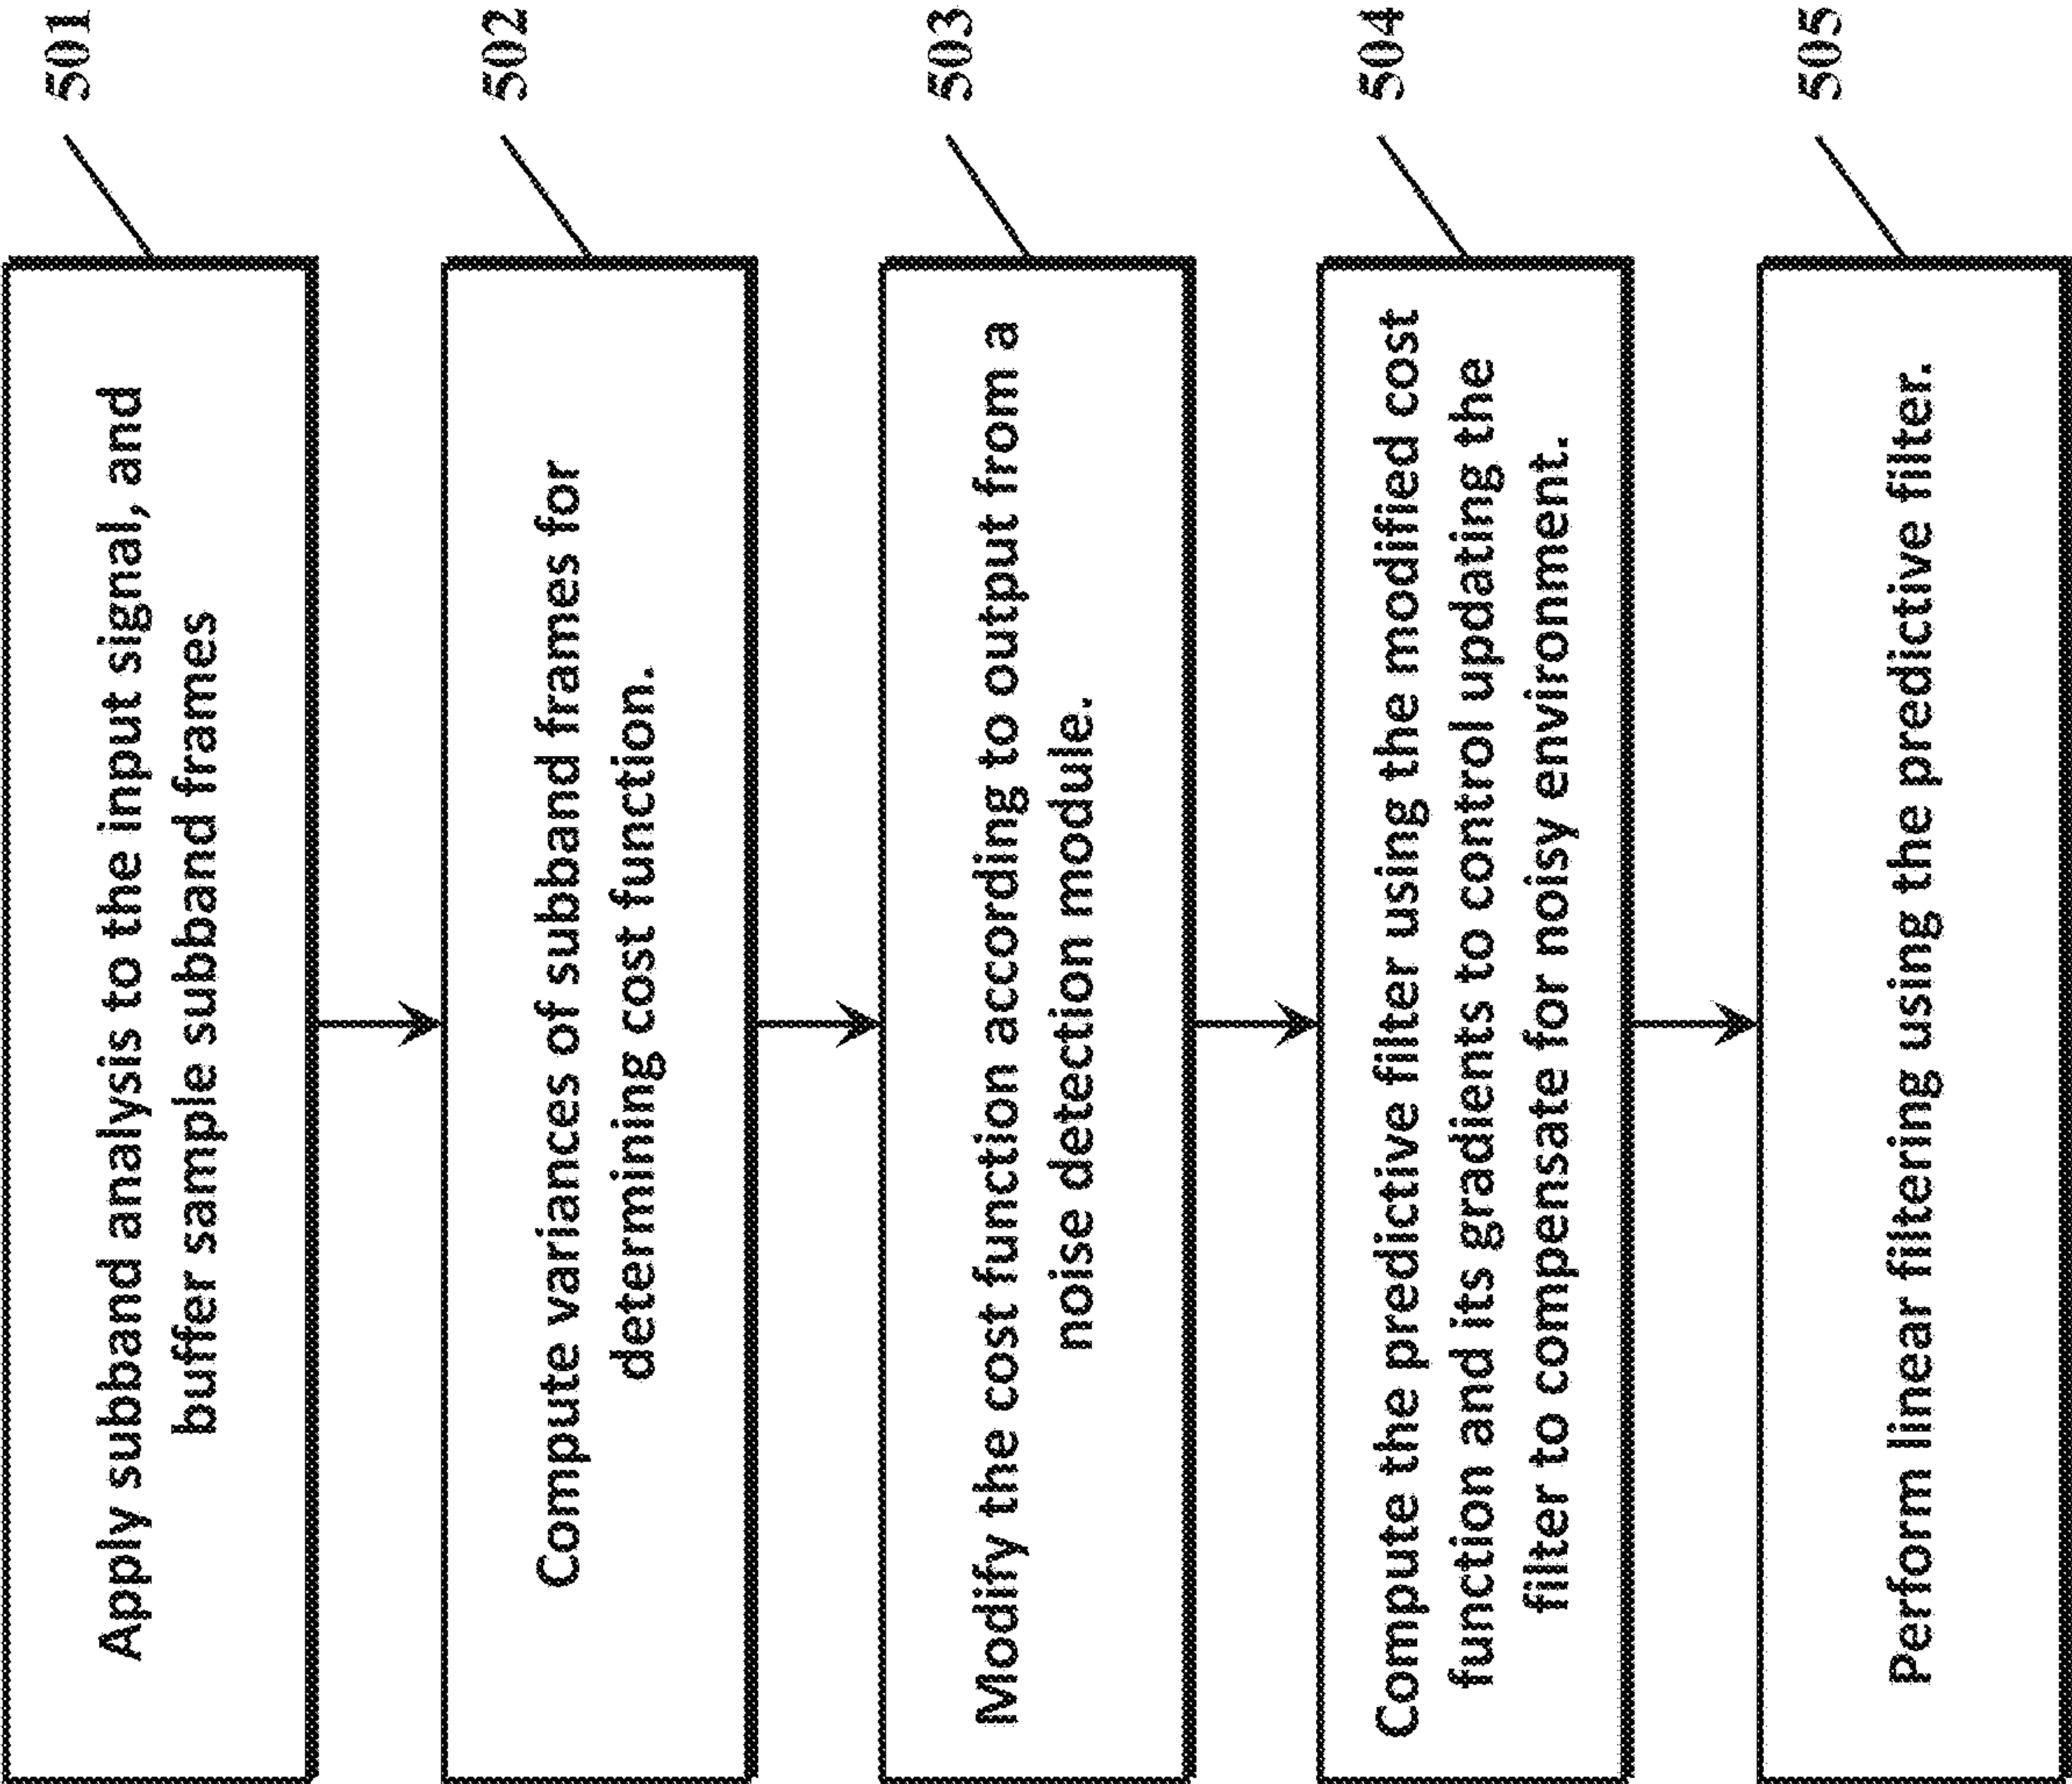 501
Apply subband analysis to the input signal, and
buffer sample subband frames
502
Compute variances of subband frames for
determining cost function.
503
Modify the cost function according to output from a
noise detection module.
504
Compute the predictive filter using the modified cost
function and its gradients to control updating the
filter to compensate for noisy environment.
505
Perform linear filtering using the predictive filter.